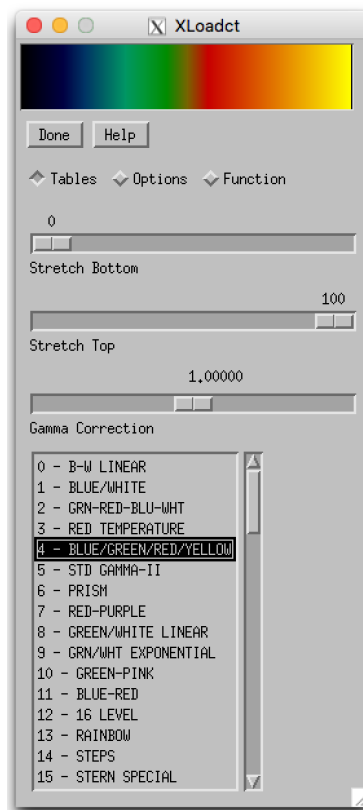 XLoadct
Done Help
Tables Options Function
0
Stretch Bottom
100
Stretch Top
1.00000
Gamma Correction
0 - B-W LINEAR
1 - BLUE/WHITE
2 - GRN-RED-BLU-WHT
3 - RED TEMPERATURE
4 - BLUE/GREEN/RED/YELLOW
5 - STD GAMMA-II
6 - PRISM
7 - RED-PURPLE
8 - GREEN/WHITE LINEAR
9 - GRN/WHT EXPONENTIAL
10 - GREEN-PINK
11 - BLUE-RED
12 - 16 LEVEL
13 - RAINBOW
14 - STEPS
15 - STERN SPECIAL